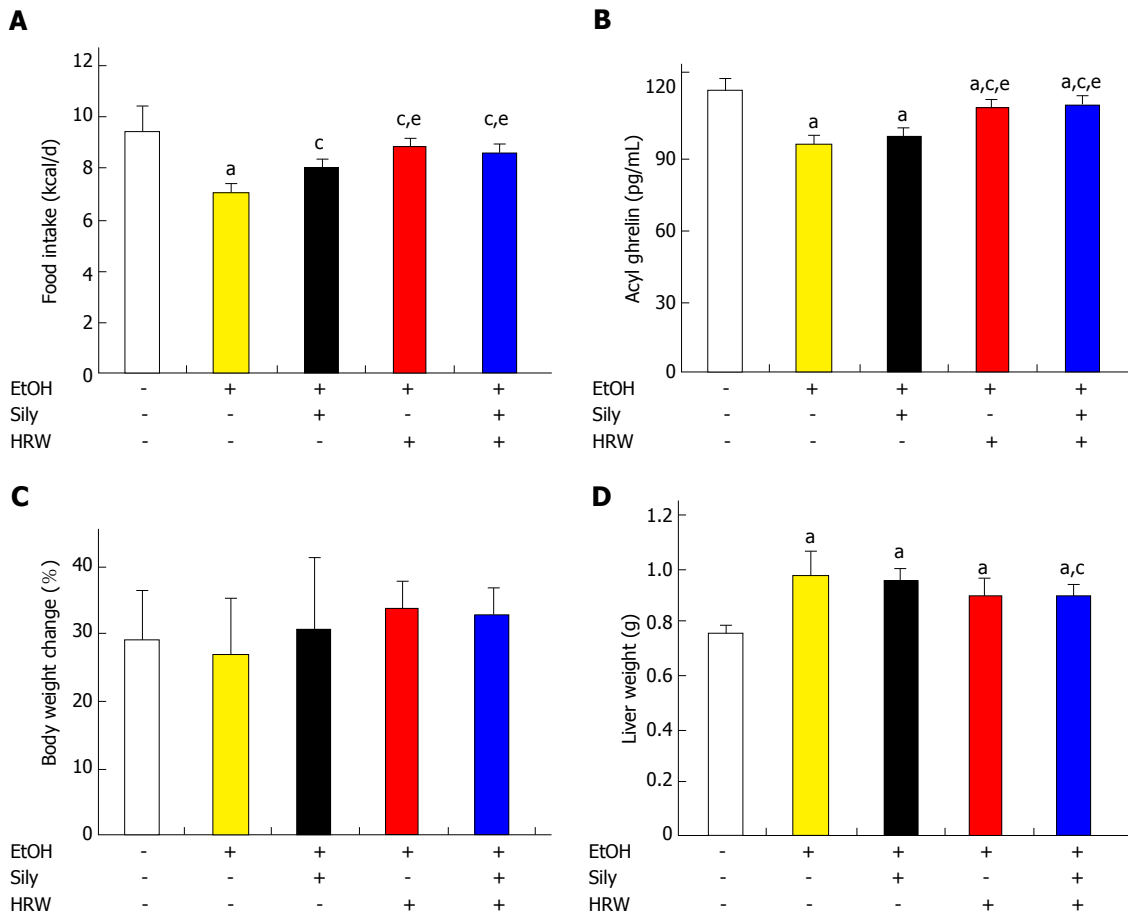 A
Food intake (kcal/d)
12
10
8
6
4
2
0
a
c
c,e
c,e
EtOH - + + + +
Sily - - + - +
HRW - - - + +
B
Acyl ghrelin (pg/mL)
120
90
60
30
0
a
a
a,c,e
a,c,e
EtOH - + + + +
Sily - - + - +
HRW - - - + +
C
Body weight change (%)
40
30
20
10
0
EtOH - + + + +
Sily - - + - +
HRW - - - + +
D
Liver weight (g)
1.2
1.0
0.8
0.6
0.4
0.2
0
a
a
a
a,c
EtOH - + + + +
Sily - - + - +
HRW - - - + +